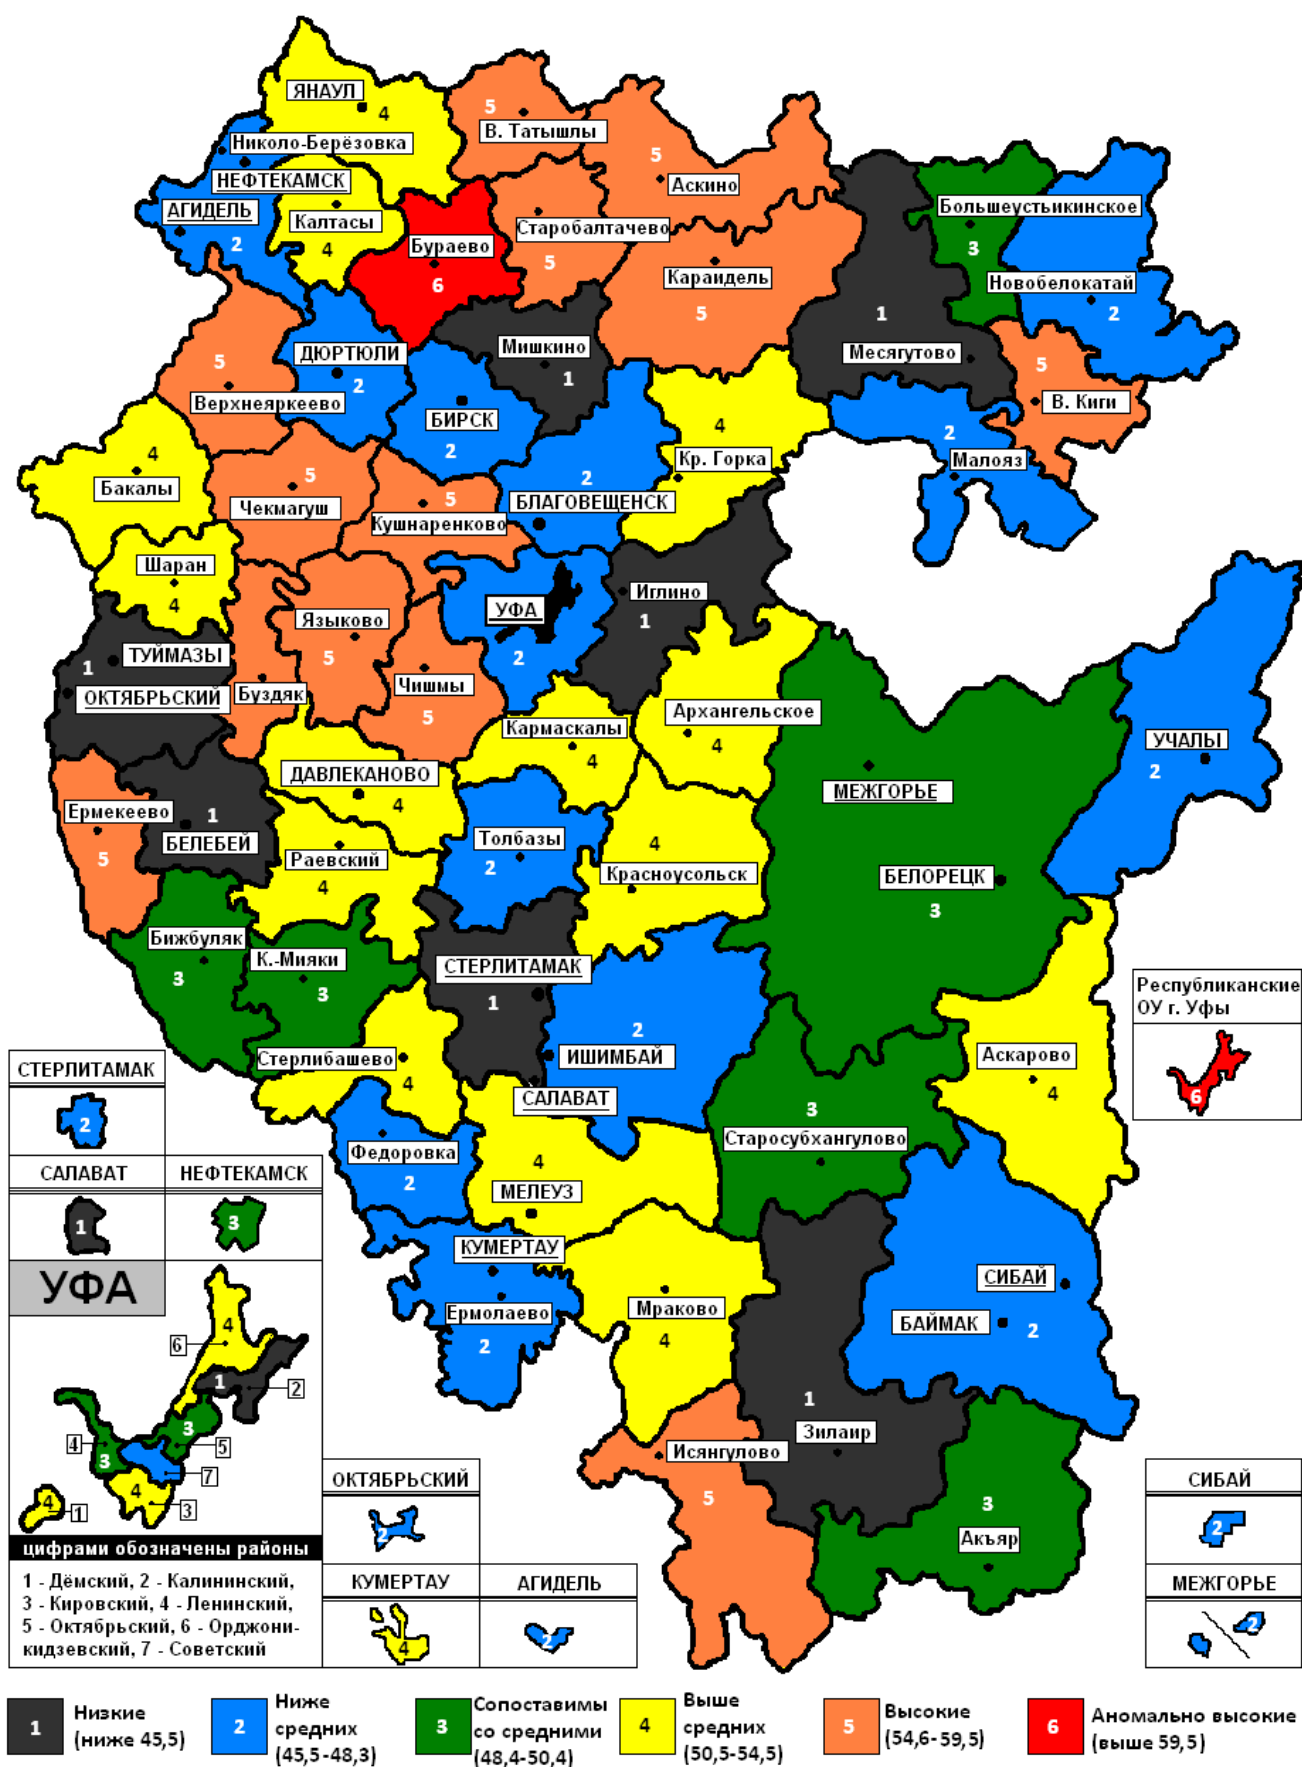 ЯНАУЛ
4
5
В. Татышлы
Николо-Берёзовка
НЕФТЕКАМСК
АГИДЕЛЬ
2
Калтасы
4
5
Аскино
Старобалтачево
5
Бураево
6
Караидель
5
Большеустьикинское
3
Новобелокатай
2
1
Месягутово
5
В. Киги
Мишкино
1
ДЮРТЮЛИ
2
5
Верхнеяркеево
БИРСК
2
4
Кр. Горка
2
Малояз
4
Бакалы
5
Чекмагуш
5
Кушнаренково
2
БЛАГОВЕЩЕНСК
Шаран
4
Языково
5
УФА
2
Иглино
1
1
ТУЙМАЗЫ
ОКТЯБРЬСКИЙ
Буздяк
Чишмы
5
Кармаскалы
4
Архангельское
4
УЧАЛЫ
2
ДАВЛЕКАНОВО
4
МЕЖГОРЬЕ
Ермекеево
5
1
БЕЛЕБЕЙ
Раевский
4
Толбазы
2
4
Красноусольск
БЕЛОРЕЦК
3
Бижбуляк
3
К.-Мияки
3
СТЕРЛИТАМАК
1
2
ИШИМБАЙ
Республиканские
ОУ г. Уфы
6
Стерлибашево
4
САЛАВАТ
Аскарово
4
3
Старосубхангулово
Федоровка
2
4
МЕЛЕУЗ
КУМЕРТАУ
Ермолаево
2
Мраково
4
СИБАЙ
БАЙМАК
2
1
Зилаир
Исянгулово
5
3
Акъяр
СТЕРЛИТАМАК
2
САЛАВАТ
1
НЕФТЕКАМСК
3
УФА
4
6
1
2
3
4
5
3
7
4
3
4
1
цифрами обозначены районы
1 - Дёмский, 2 - Калининский,
3 - Кировский, 4 - Ленинский,
5 - Октябрьский, 6 - Орджони-
кидзевский, 7 - Советский
ОКТЯБРЬСКИЙ
2
КУМЕРТАУ
4
АГИДЕЛЬ
2
СИБАЙ
2
МЕЖГОРЬЕ
2
1
Низкие
(ниже 45,5)
2
Ниже
средних
(45,5-48,3)
3
Сопоставимы
со средними
(48,4-50,4)
4
Выше
средних
(50,5-54,5)
5
Высокие
(54,6-59,5)
6
Аномально высокие
(выше 59,5)